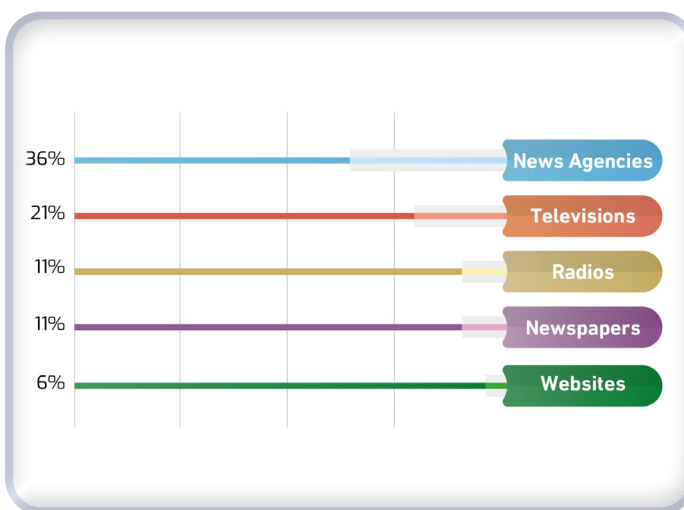 36% News Agencies
21% Televisions
11% Radios
11% Newspapers
6% Websites